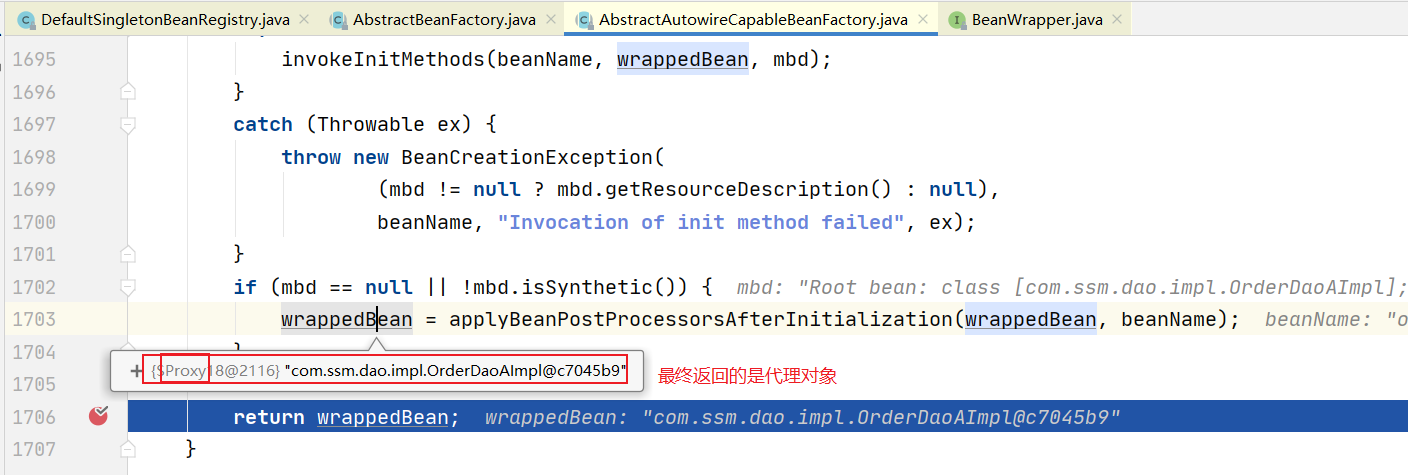 DefaultSingletonBeanRegistry.java × AbstractBeanFactory.java × AbstractAutowireCapableBeanFactory.java × BeanWrapper.java ×
1695 invokeInitMethods(beanName, wrappedBean, mbd);
1696 }
1697 catch (Throwable ex) {
1698 throw new BeanCreationException(
1699 (mbd != null ? mbd.getResourceDescription() : null),
1700 beanName, "Invocation of init method failed", ex);
1701 }
1702 if (mbd == null || !mbd.isSynthetic()) { mbd: "Root bean: class [com.ssm.dao.impl.OrderDaoAImpl];
1703 wrappedBean = applyBeanPostProcessorsAfterInitialization(wrappedBean, beanName); beanName: "o
1704 }
{$Proxy18@2116} "com.ssm.dao.impl.OrderDaoAImpl@c7045b9" 最终返回的是代理对象
1705
1706 return wrappedBean; wrappedBean: "com.ssm.dao.impl.OrderDaoAImpl@c7045b9"
1707 }